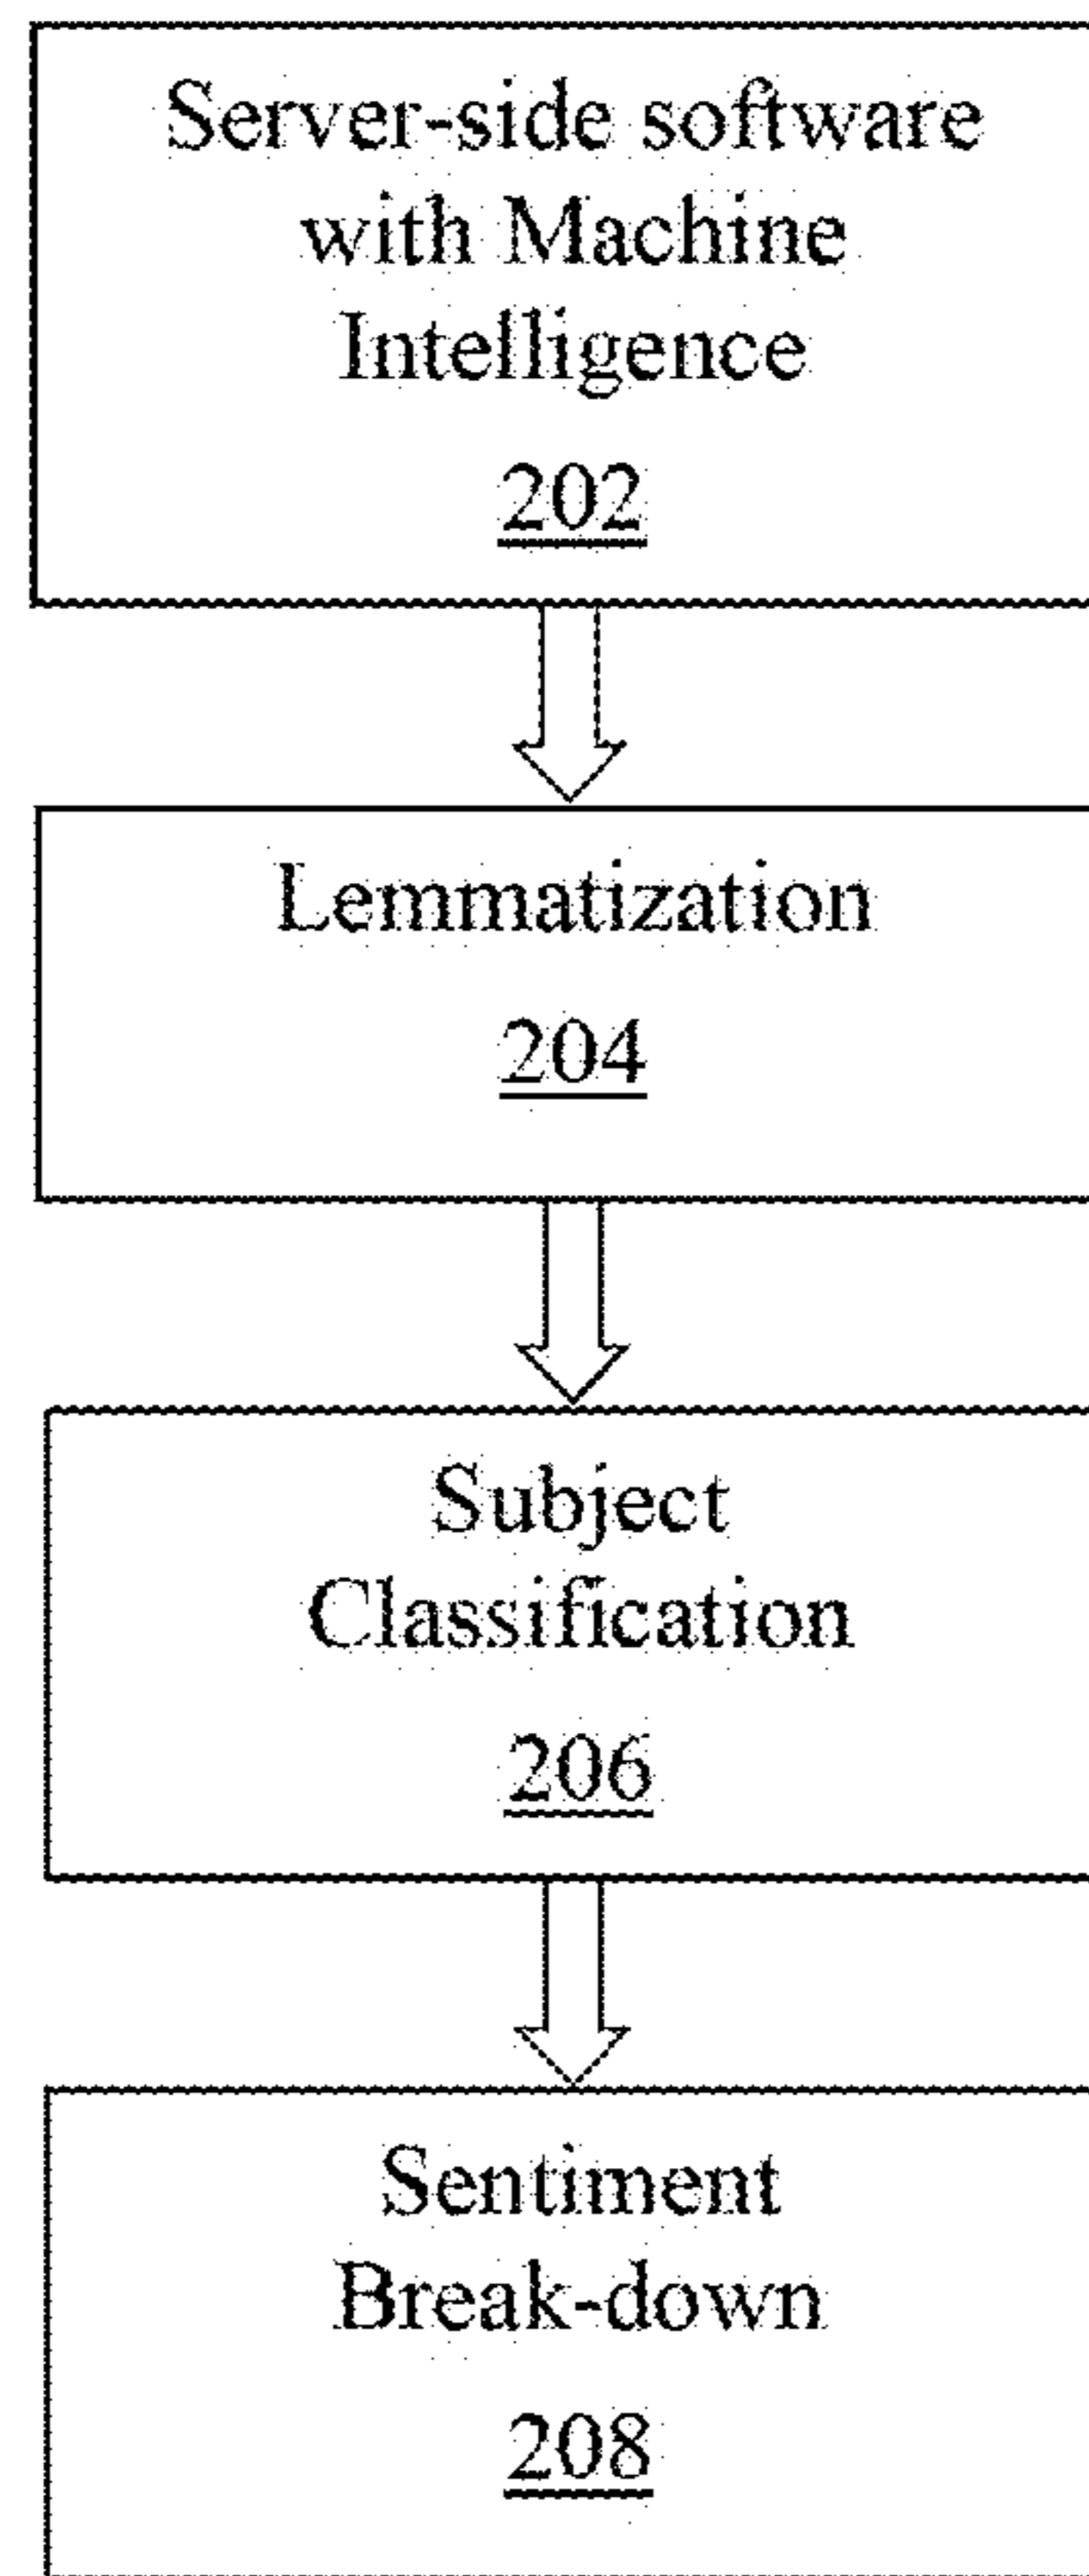 Server-side software
with Machine
Intelligence
202
Lemmatization
204
Subject
Classification
206
Sentiment
Break-down
208